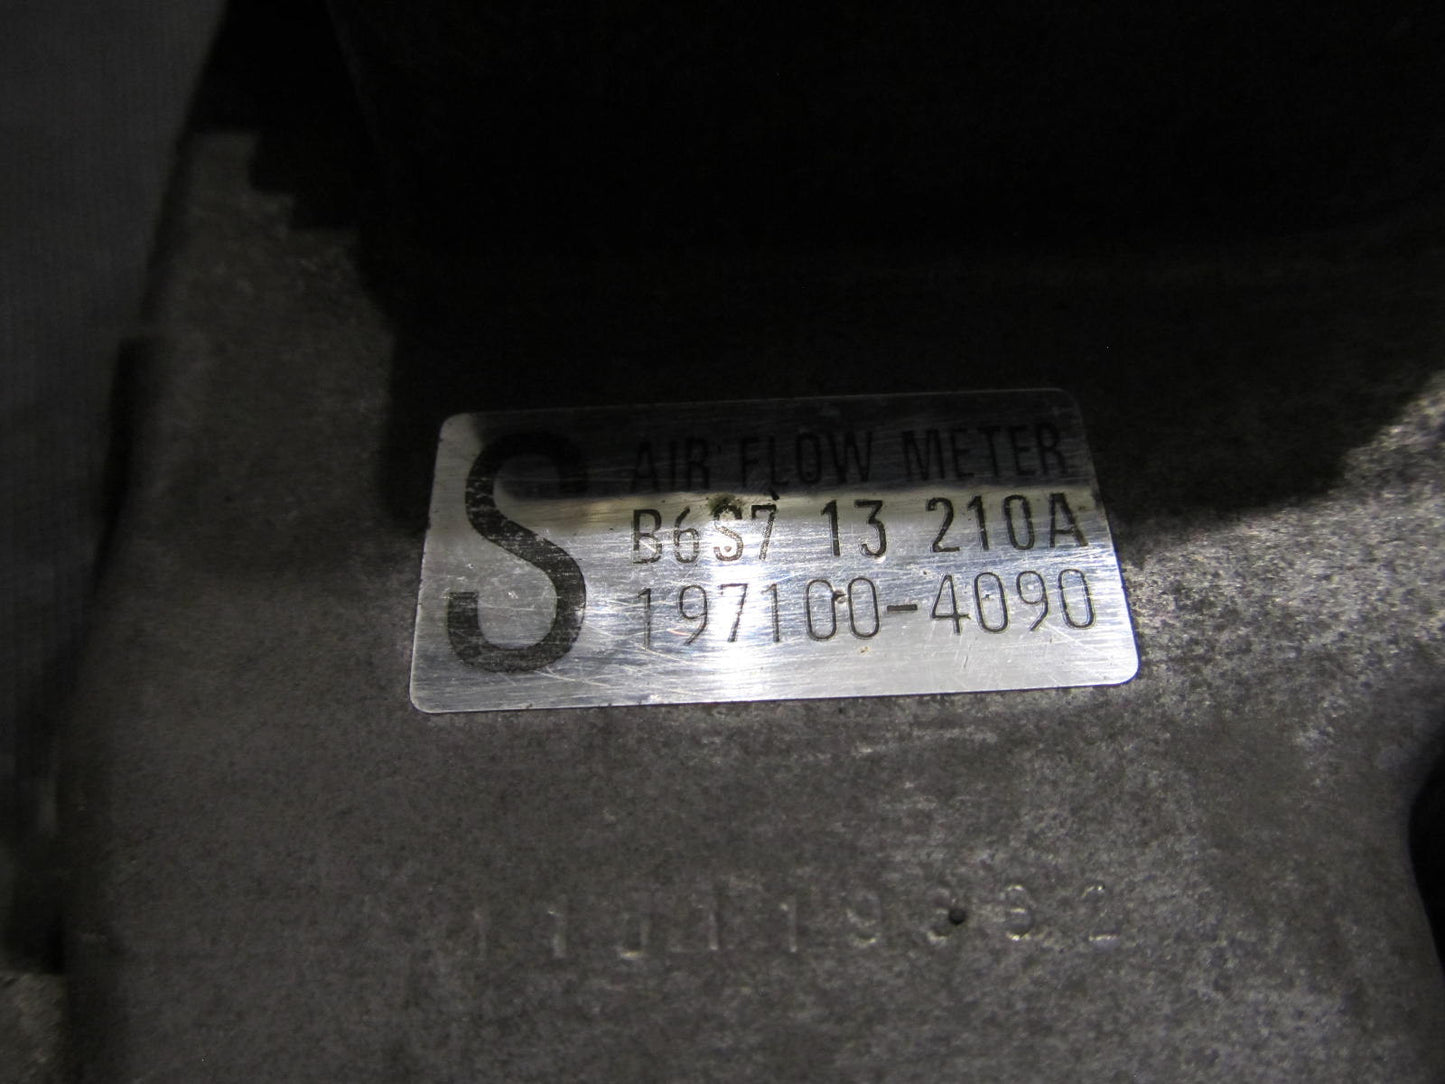 S
AIR FLOW METER
B6S7 13 210A
197100-4090